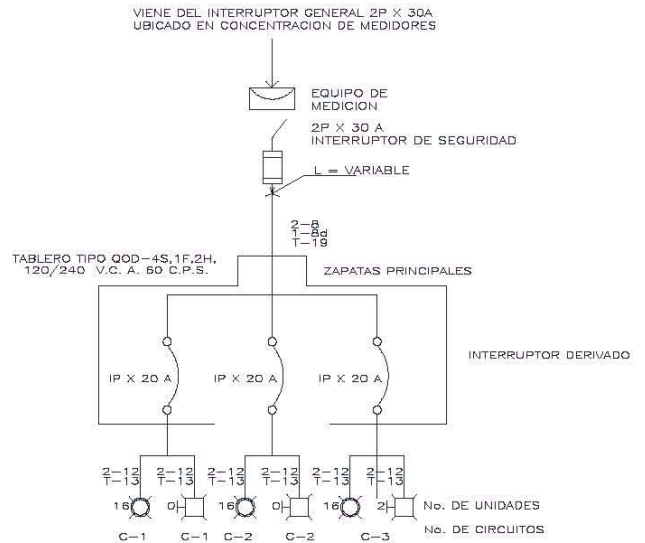 VIENE DEL INTERRUPTOR GENERAL 2P X 30A
UBICADO EN CONCENTRACION DE MEDIDORES
EQUIPO DE
MEDICION
2P X 30 A
INTERRUPTOR DE SEGURIDAD
L = VARIABLE
2-8
1-8d
T-19
TABLERO TIPO QOD-4S,1F,2H,
120/240 V.C. A. 60 C.P.S.
ZAPATAS PRINCIPALES
INTERRUPTOR DERIVADO
IP X 20 A
IP X 20 A
IP X 20 A
2-12
T-13
2-12
T-13
2-12
T-13
2-12
T-13
2-12
T-13
2-12
T-13
16
0
16
0
16
2
No. DE UNIDADES
C-1
C-1
C-2
C-2
C-3
No. DE CIRCUITOS